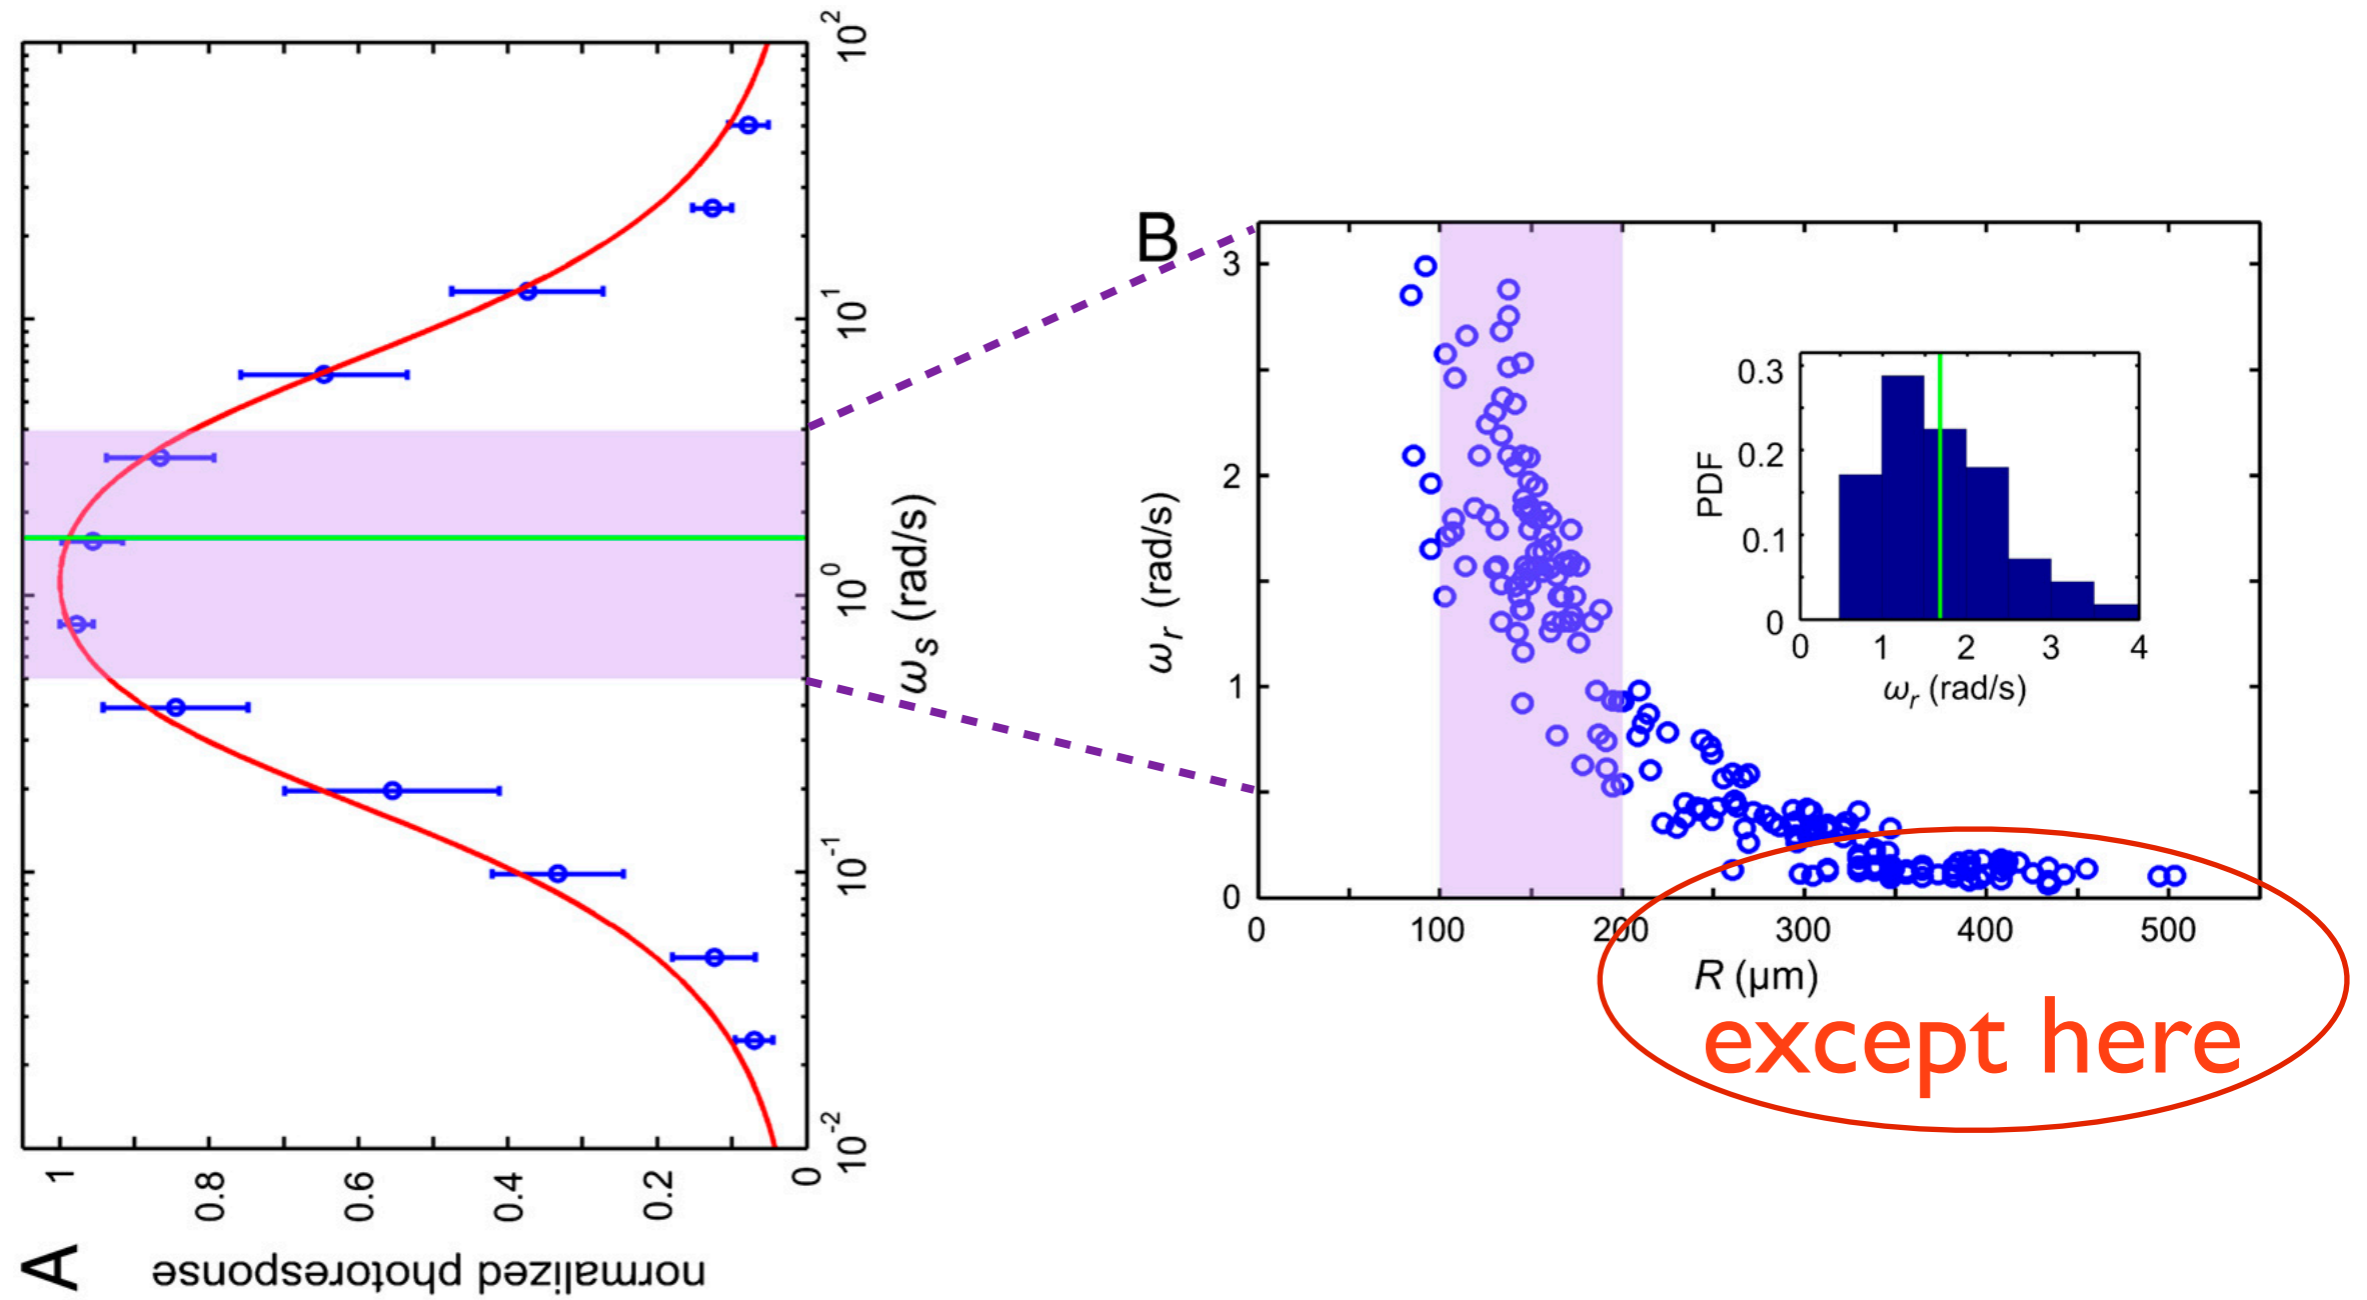 A
normalized photoresponse
1
0.8
0.6
0.4
0.2
0
10^-2
10^-1
10^0
10^1
10^2
ω_s (rad/s)
B
3
2
1
0
ω_r (rad/s)
0 100 200 300 400 500
R (μm)
0.3
0.2
0.1
0
PDF
0 1 2 3 4
ω_r (rad/s)
except here